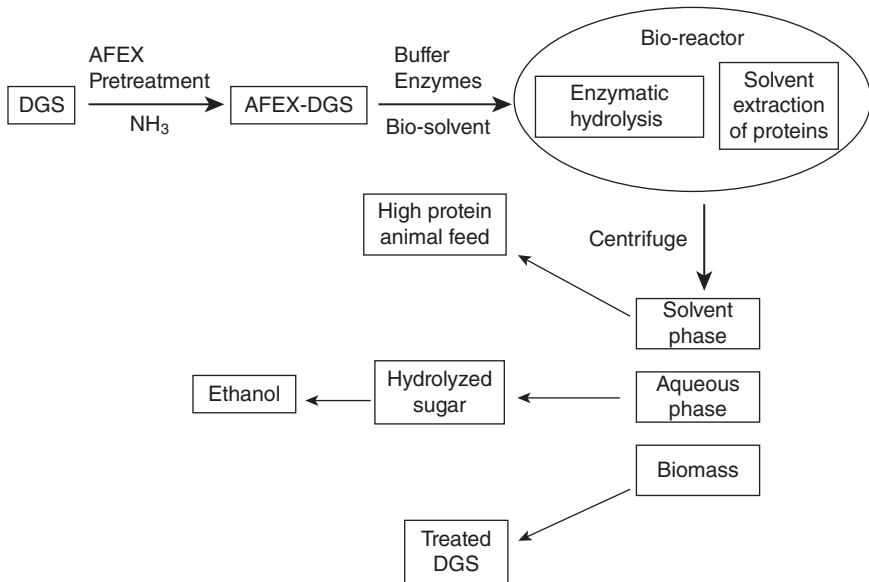 AFEX
Pretreatment
DGS
NH₃
AFEX-DGS
Buffer
Enzymes
Bio-solvent
Bio-reactor
Enzymatic
hydrolysis
Solvent
extraction
of proteins
High protein
animal feed
Centrifuge
Solvent
phase
Ethanol
Hydrolyzed
sugar
Aqueous
phase
Biomass
Treated
DGS